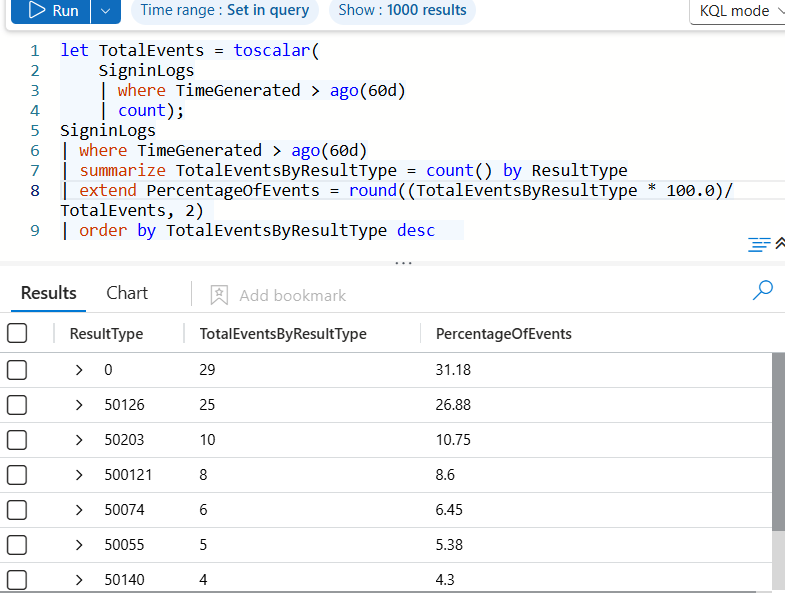 Run Time range : Set in query Show : 1000 results KQL mode
1 let TotalEvents = toscalar(
2 SigninLogs
3 | where TimeGenerated > ago(60d)
4 | count);
5 SigninLogs
6 | where TimeGenerated > ago(60d)
7 | summarize TotalEventsByResultType = count() by ResultType
8 | extend PercentageOfEvents = round((TotalEventsByResultType * 100.0)/
TotalEvents, 2)
9 | order by TotalEventsByResultType desc
Results Chart Add bookmark
ResultType TotalEventsByResultType PercentageOfEvents
0 29 31.18
50126 25 26.88
50203 10 10.75
500121 8 8.6
50074 6 6.45
50055 5 5.38
50140 4 4.3